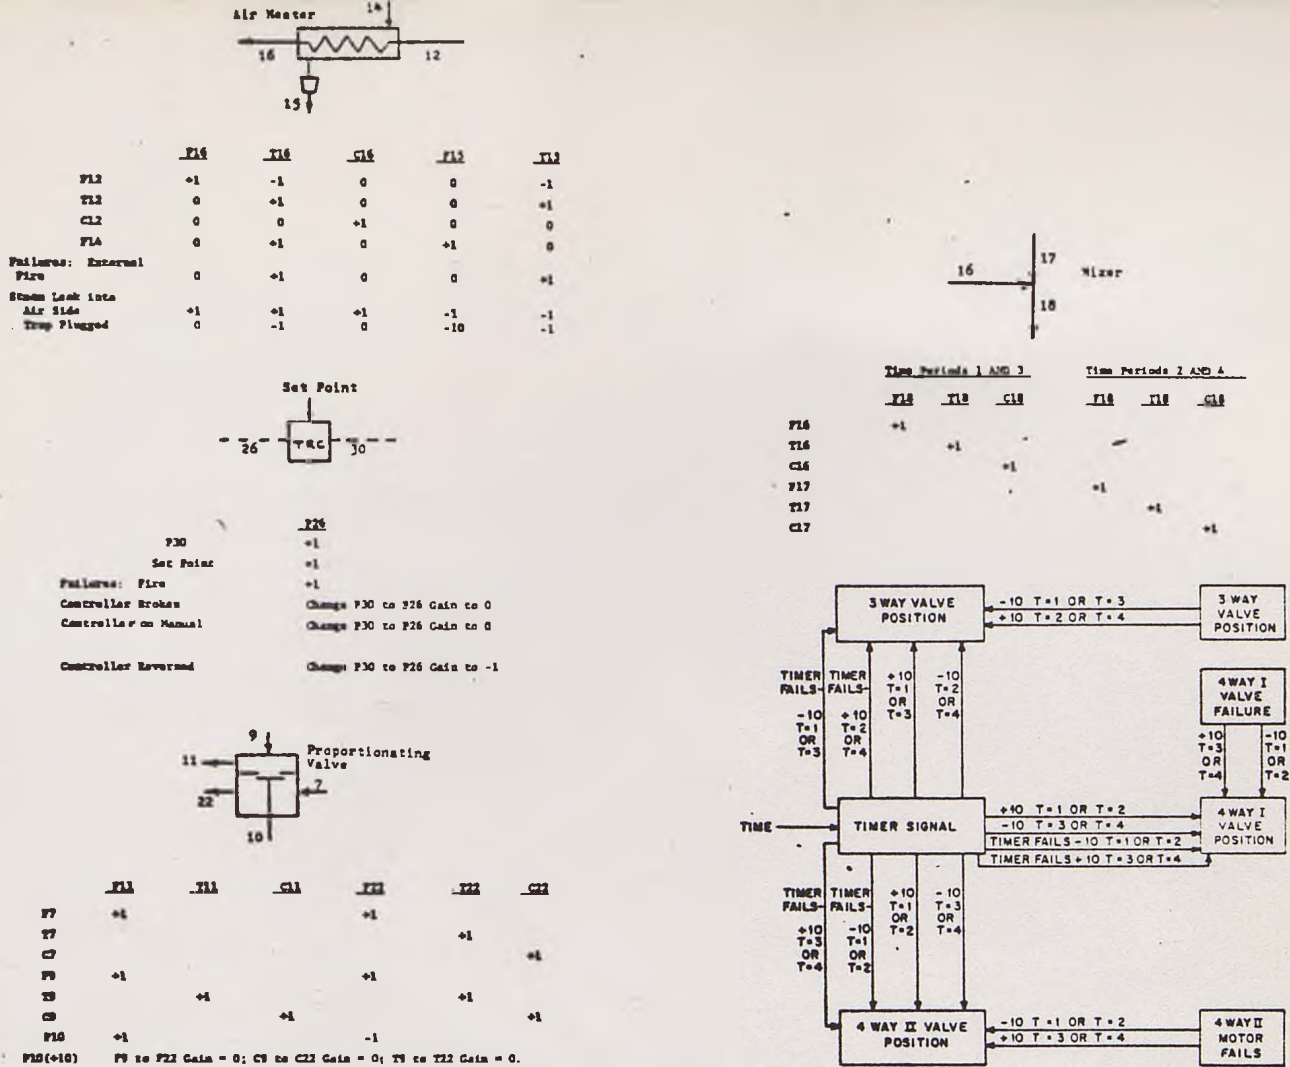 Air Heater
14
16
12
15
F16 T16 C16 F15 T15
F12 +1 -1 0 0 -1
T12 0 +1 0 0 +1
C12 0 0 +1 0 0
F14 0 +1 0 +1 0
Failures: External
Fire 0 +1 0 0 +1
Steam Leak into
Air Side +1 +1 +1 -1 -1
Trap Plugged 0 -1 0 -10 -1
Set Point
26 TRC 30
P26
P30 +1
Set Point +1
Failures: Fire +1
Controller Broken Change P30 to P26 Gain to 0
Controller on Manual Change P30 to P26 Gain to 0
Controller Reversed Change P30 to P26 Gain to -1
9
11
Proportionating
Valve
22
7
10
F11 T11 C11 F22 T22 C22
F7 +1 +1
T7 +1
C7 +1
F9 +1 +1
T9 +1 +1
C9 +1 +1
P10 +1 -1
P10(+10) F9 to F22 Gain = 0; C9 to C22 Gain = 0; T9 to T22 Gain = 0.
16 17 Mixer
18
Time Periods 1 AND 3 Time Periods 2 AND 4
F18 T18 C18 F18 T18 C18
F16 +1
T16 +1
C16 +1
F17 +1
T17 +1
C17 +1
3 WAY VALVE
POSITION
-10 T=1 OR T=3
+10 T=2 OR T=4
3 WAY
VALVE
POSITION
TIMER
FAILS-
-10
T=1
OR
T=3
TIMER
FAILS-
+10
T=2
OR
T=4
+10
T=1
OR
T=3
-10
T=2
OR
T=4
4 WAY I
VALVE
FAILURE
+10
T=3
OR
T=4
-10
T=1
OR
T=2
TIME
TIMER SIGNAL
+10 T=1 OR T=2
-10 T=3 OR T=4
TIMER FAILS-10 T=1 OR T=2
TIMER FAILS+10 T=3 OR T=4
4 WAY I
VALVE
POSITION
TIMER
FAILS-
+10
T=3
OR
T=4
TIMER
FAILS-
-10
T=1
OR
T=2
+10
T=1
OR
T=2
-10
T=3
OR
T=4
4 WAY II VALVE
POSITION
-10 T=1 OR T=2
+10 T=3 OR T=4
4 WAY II
MOTOR
FAILS